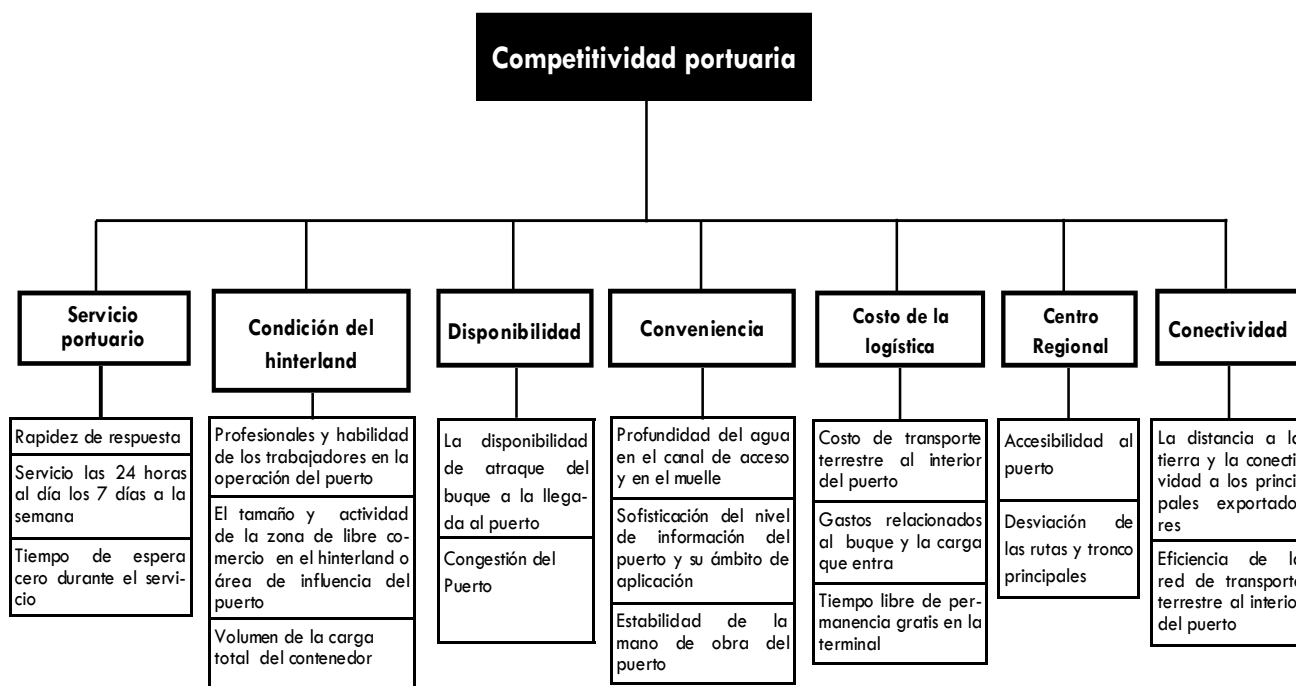 Competitividad portuaria
Servicio
portuario
Rapidez de respuesta
Servicio las 24 horas
al día los 7 días a la
semana
Tiempo de espera
cero durante el servi-
cio
Condición del
hinterland
Profesionales y habilidad
de los trabajadores en la
operación del puerto
El tamaño y actividad
de la zona de libre co-
mercio en el hinterland o
área de influencia del
puerto
Volumen de la carga
total del contenedor
Disponibilidad
La disponibilidad
de atraque del
buque a la llega-
da al puerto
Congestión del
Puerto
Conveniencia
Profundidad del agua
en el canal de acceso
y en el muelle
Sofisticación del nivel
de información del
puerto y su ámbito de
aplicación
Estabilidad de la
mano de obra del
puerto
Costo de la
logística
Costo de transporte
terrestre al interior
del puerto
Gastos relacionados
al buque y la carga
que entra
Tiempo libre de per-
manencia gratis en la
terminal
Centro
Regional
Accesibilidad al
puerto
Desviación de
las rutas y tronco
principales
Conectividad
La distancia a la
tierra y la conecti
vidad a los princi
pales exportado
res
Eficiencia de la
red de transporte
terrestre al interio
del puerto